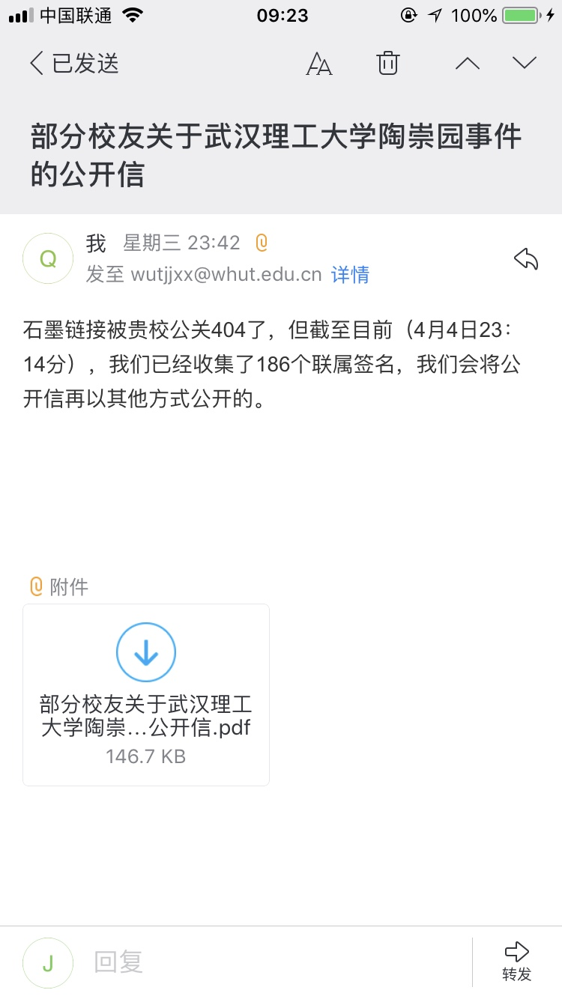 中国联通 09:23 100%
已发送
部分校友关于武汉理工大学陶崇园事件
的公开信
Q
我 星期三 23:42
发至 wutjjxx@whut.edu.cn 详情
石墨链接被贵校公关404了，但截至目前（4月4日23：
14分），我们已经收集了186个联属签名，我们会将公
开信再以其他方式公开的。
附件
部分校友关于武汉理工
大学陶崇...公开信.pdf
146.7 KB
J 回复
转发